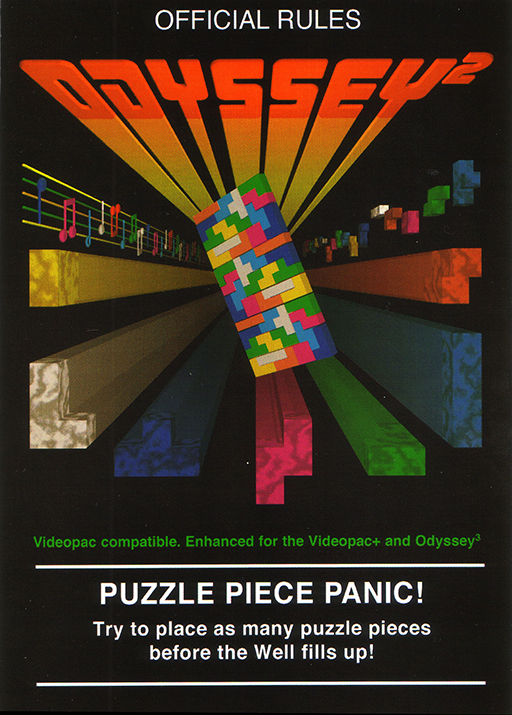 OFFICIAL RULES
ODYSSEY²
Videopac compatible. Enhanced for the Videopac+ and Odyssey³
PUZZLE PIECE PANIC!
Try to place as many puzzle pieces
before the Well fills up!